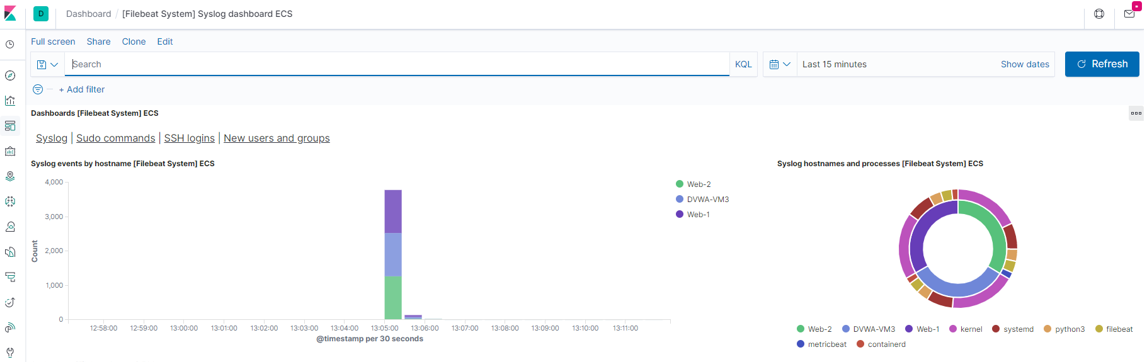 D Dashboard / [Filebeat System] Syslog dashboard ECS
Full screen Share Clone Edit
Search KQL Last 15 minutes Show dates Refresh
+ Add filter
Dashboards [Filebeat System] ECS
Syslog | Sudo commands | SSH logins | New users and groups
Syslog events by hostname [Filebeat System] ECS
4,000
3,000
2,000
1,000
0
Count
12:58:00 12:59:00 13:00:00 13:01:00 13:02:00 13:03:00 13:04:00 13:05:00 13:06:00 13:07:00 13:08:00 13:09:00 13:10:00 13:11:00
@timestamp per 30 seconds
Web-2
DVWA-VM3
Web-1
Syslog hostnames and processes [Filebeat System] ECS
Web-2 DVWA-VM3 Web-1 kernel systemd python3 filebeat
metricbeat containerd